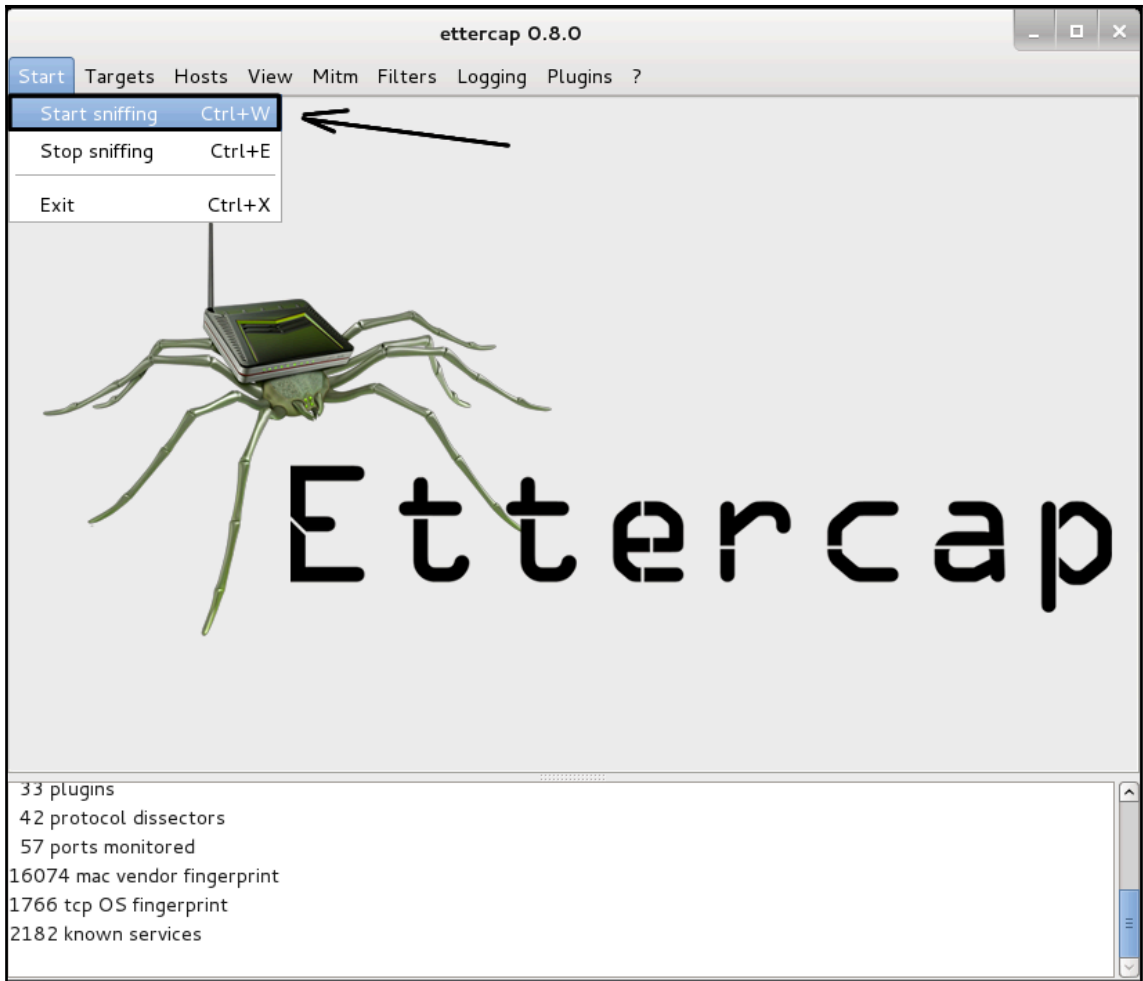 ettercap 0.8.0
Start Targets Hosts View Mitm Filters Logging Plugins ?
Start sniffing Ctrl+W
Stop sniffing Ctrl+E
Exit Ctrl+X
Ettercap
33 plugins
42 protocol dissectors
57 ports monitored
16074 mac vendor fingerprint
1766 tcp OS fingerprint
2182 known services